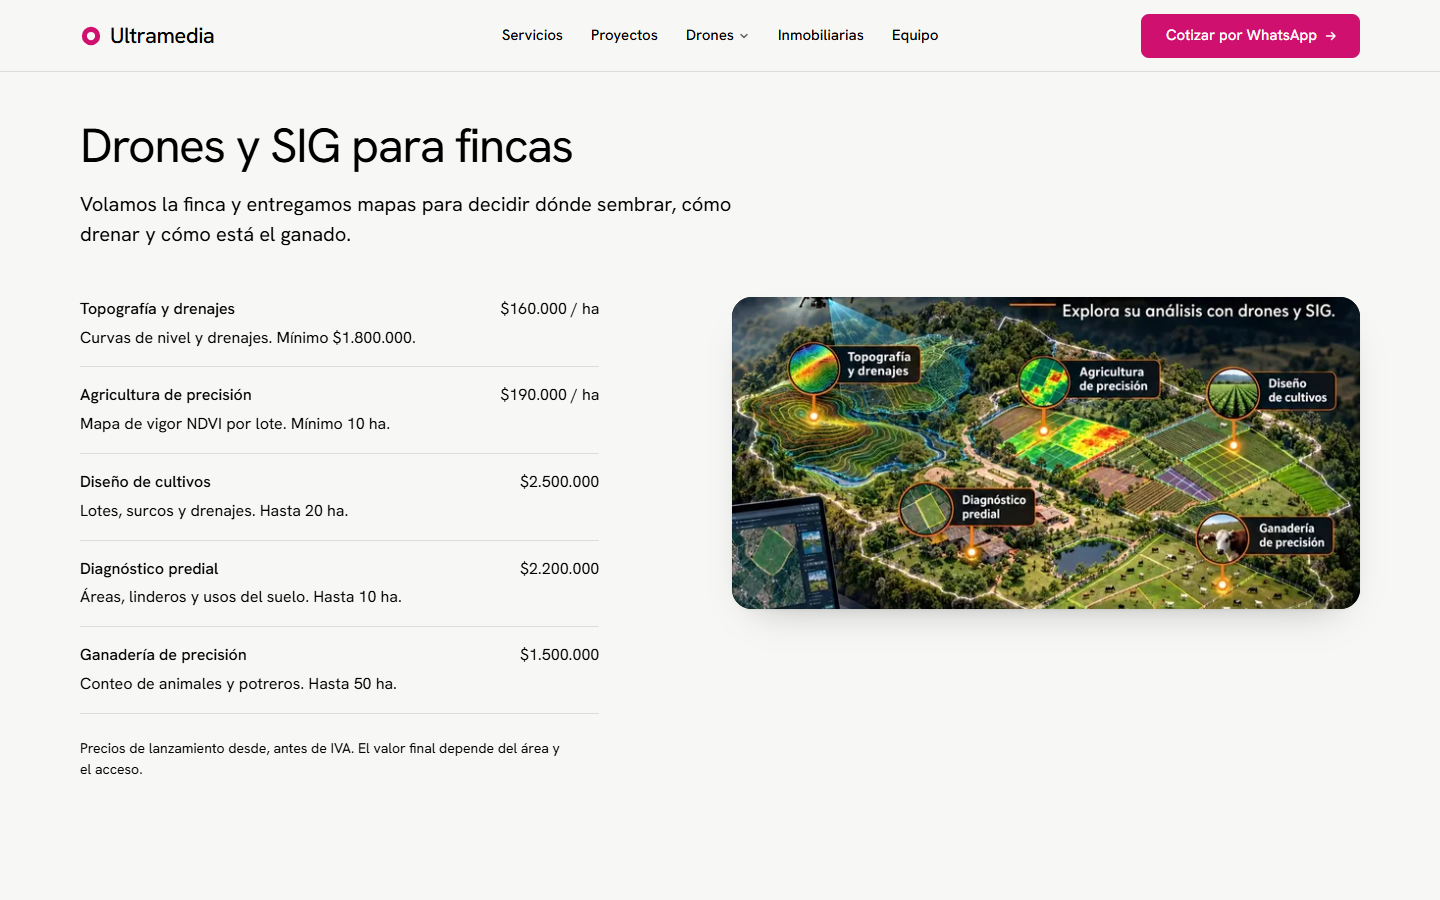 Ultramedia
Servicios
Proyectos
Drones
Inmobiliarias
Equipo
Cotizar por WhatsApp →
Drones y SIG para fincas
Volamos la finca y entregamos mapas para decidir dónde sembrar, cómo
drenar y cómo está el ganado.
Topografía y drenajes $160.000 / ha
Curvas de nivel y drenajes. Mínimo $1.800.000.
Agricultura de precisión $190.000 / ha
Mapa de vigor NDVI por lote. Mínimo 10 ha.
Diseño de cultivos $2.500.000
Lotes, surcos y drenajes. Hasta 20 ha.
Diagnóstico predial $2.200.000
Áreas, linderos y usos del suelo. Hasta 10 ha.
Ganadería de precisión $1.500.000
Conteo de animales y potreros. Hasta 50 ha.
Precios de lanzamiento desde, antes de IVA. El valor final depende del área y
el acceso.
Explora su análisis con drones y SIG.
Topografía
y drenajes
Agricultura
de precisión
Diseño
de cultivos
Diagnóstico
predial
Ganadería
de precisión